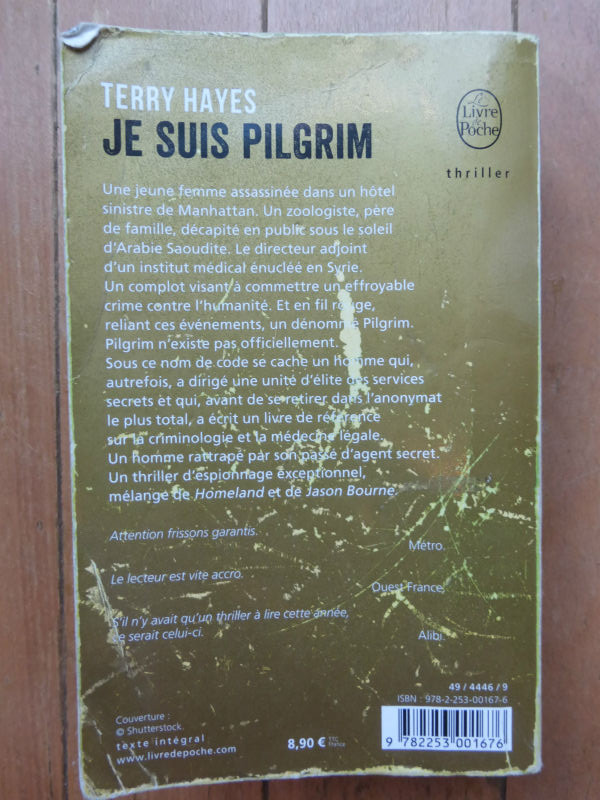 TERRY HAYES
JE SUIS PILGRIM
Le
Livre
de
Poche
thriller
Une jeune femme assassinée dans un hôtel
sinistre de Manhattan. Un zoologiste, père
de famille, décapité en public sous le soleil
d'Arabie Saoudite. Le directeur adjoint
d'un institut médical énucléé en Syrie.
Un complot visant à commettre un effroyable
crime contre l'humanité. Et en fil rouge,
reliant ces événements, un dénommé Pilgrim.
Pilgrim n'existe pas officiellement.
Sous ce nom de code se cache un homme qui,
autrefois, a dirigé une unité d'élite des services
secrets et qui, avant de se retirer dans l'anonymat
le plus total, a écrit un livre de référence
sur la criminologie et la médecine légale.
Un homme rattrapé par son passé d'agent secret.
Un thriller d'espionnage exceptionnel,
mélange de Homeland et de Jason Bourne.
Attention frissons garantis.
Métro.
Le lecteur est vite accro.
Ouest France.
S'il n'y avait qu'un thriller à lire cette année,
ce serait celui-ci.
Alibi.
Couverture :
© Shutterstock.
texte intégral
www.livredepoche.com
8,90 € TTC
France
49 / 4446 / 9
ISBN : 978-2-253-00167-6
9 782253 001676